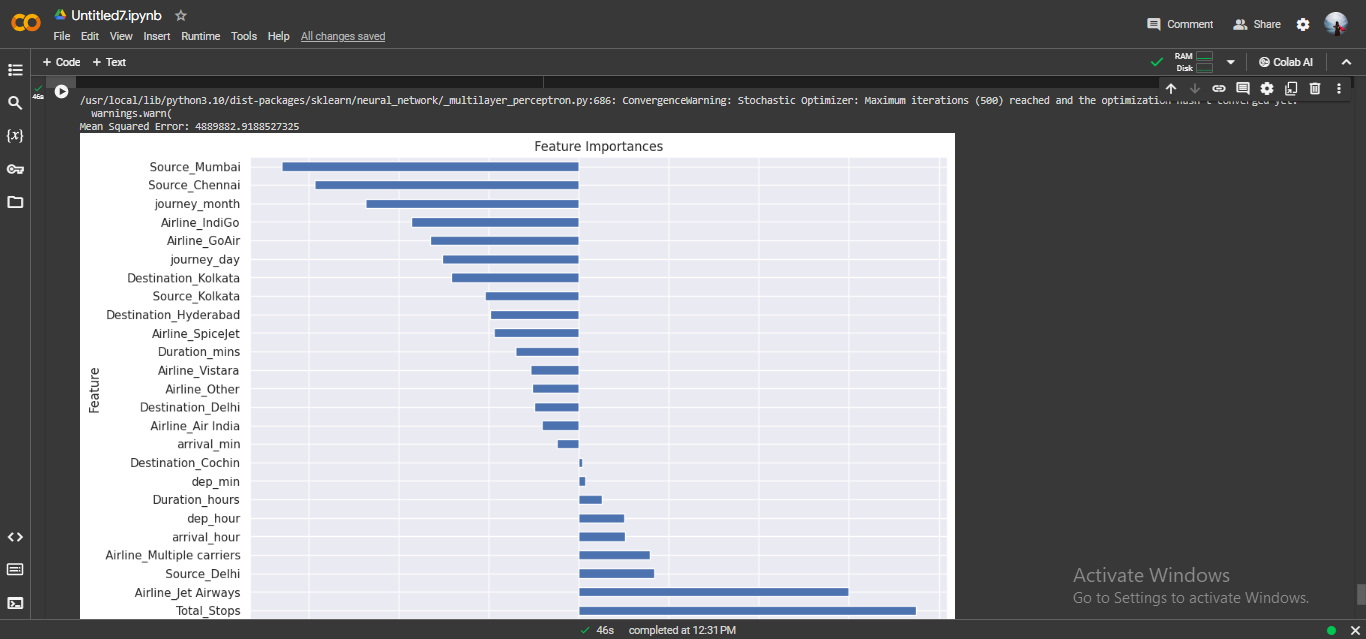 Untitled7.ipynb
File Edit View Insert Runtime Tools Help All changes saved
Comment Share
+ Code + Text
RAM
Disk
Colab AI
46s
/usr/local/lib/python3.10/dist-packages/sklearn/neural_network/_multilayer_perceptron.py:686: ConvergenceWarning: Stochastic Optimizer: Maximum iterations (500) reached and the optimization hasn't converged yet.
warnings.warn(
Mean Squared Error: 4889882.9188527325
Feature Importances
Source_Mumbai
Source_Chennai
journey_month
Airline_IndiGo
Airline_GoAir
journey_day
Destination_Kolkata
Source_Kolkata
Destination_Hyderabad
Airline_SpiceJet
Duration_mins
Airline_Vistara
Airline_Other
Destination_Delhi
Airline_Air India
arrival_min
Destination_Cochin
dep_min
Duration_hours
dep_hour
arrival_hour
Airline_Multiple carriers
Source_Delhi
Airline_Jet Airways
Total_Stops
Feature
Activate Windows
Go to Settings to activate Windows.
46s completed at 12:31 PM